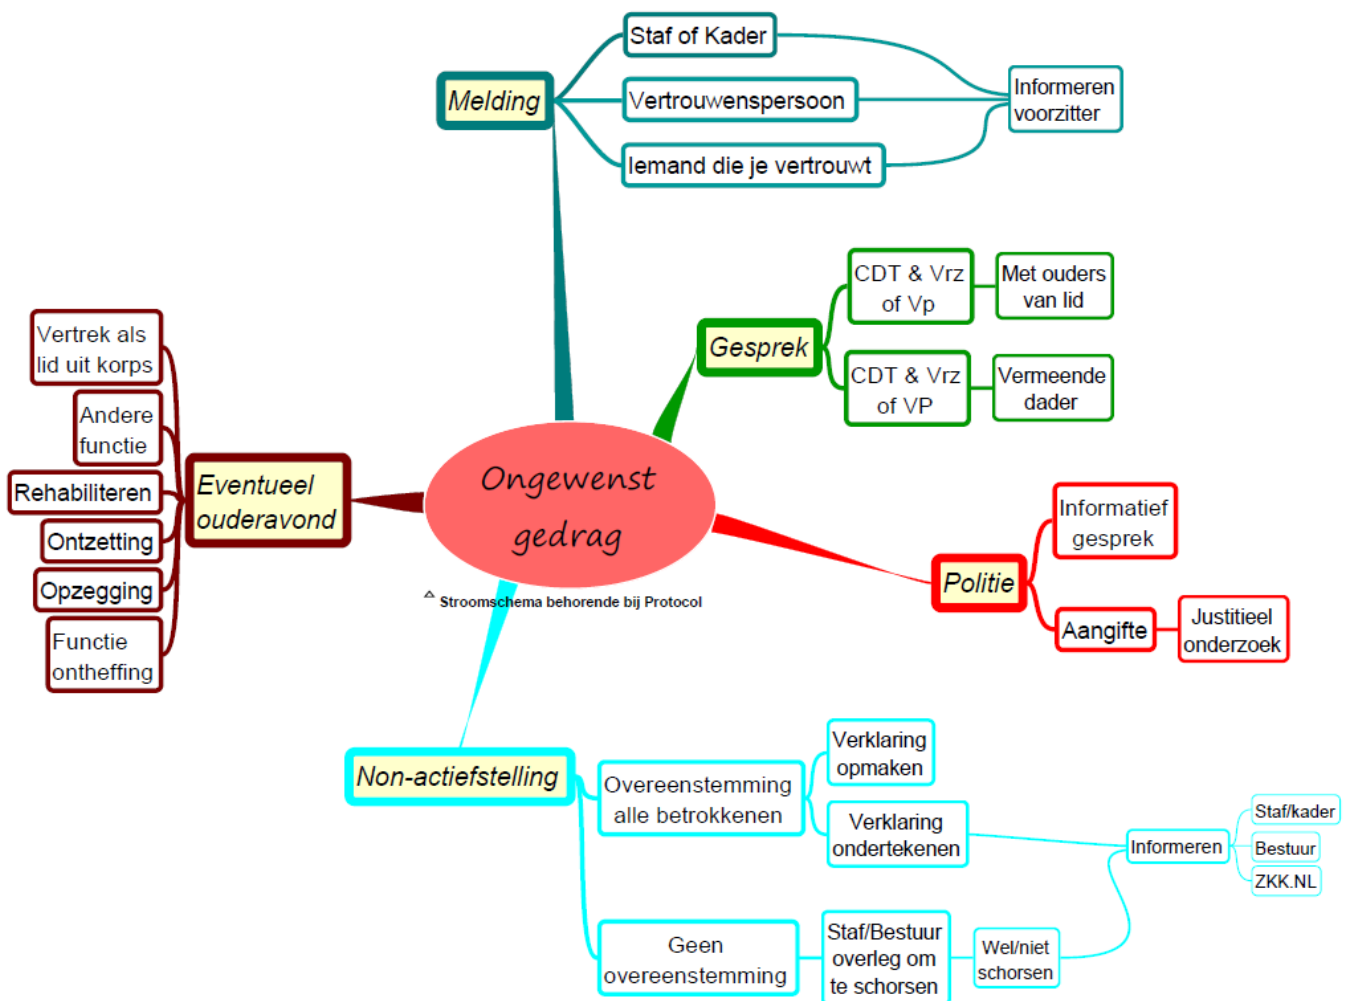 Melding
Staf of Kader
Vertrouwenspersoon
Iemand die je vertrouwt
Informeren
voorzitter
Gesprek
CDT & Vrz
of Vp
Met ouders
van lid
CDT & Vrz
of VP
Vermeende
dader
Ongewenst
gedrag
Stroomschema behorende bij Protocol
Politie
Informatief
gesprek
Aangifte
Justitieel
onderzoek
Non-actiefstelling
Overeenstemming
alle betrokkenen
Verklaring
opmaken
Verklaring
ondertekenen
Geen
overeenstemming
Staf/Bestuur
overleg om
te schorsen
Wel/niet
schorsen
Informeren
Staf/kader
Bestuur
ZKK.NL
Eventueel
ouderavond
Vertrek als
lid uit korps
Andere
functie
Rehabiliteren
Ontzetting
Opzegging
Functie
ontheffing